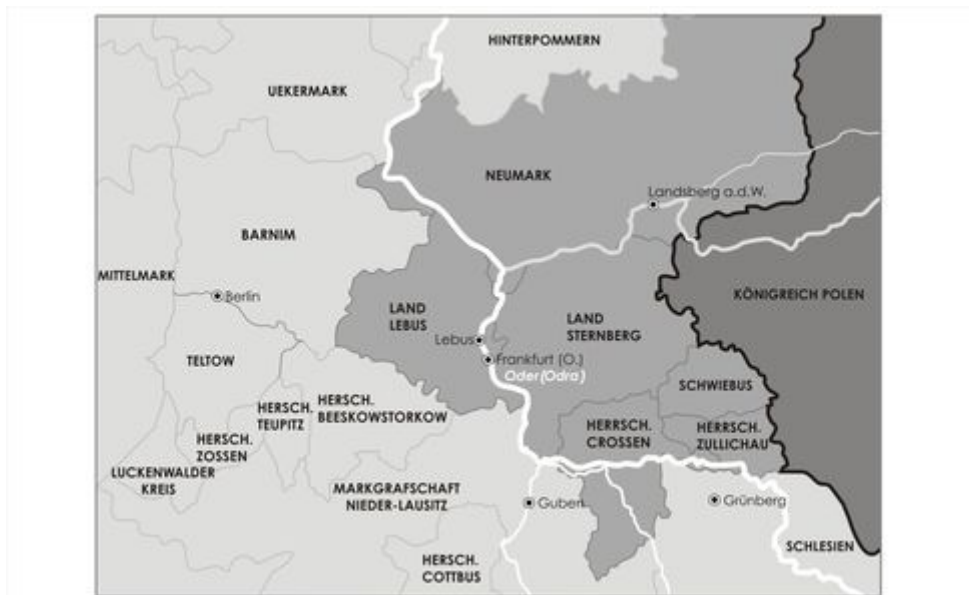 HINTERPOMMERN
UEKERMARK
NEUMARK
Landsberg a.d.W.
BARNIM
MITTELMARK
Berlin
KÖNIGREICH POLEN
LAND
LEBUS
LAND
STERNBERG
Lebus
Frankfurt (O.)
Oder(Odra)
TELTOW
SCHWIEBUS
HERSCH.
TEUPITZ
HERSCH.
BEESKOWSTORKOW
HERRSCH.
CROSSEN
HERRSCH.
ZULLICHAU
HERSCH.
ZOSSEN
LUCKENWALDER
KREIS
MARKGRAFSCHAFT
NIEDER-LAUSITZ
Guben
Grünberg
SCHLESIEN
HERSCH.
COTTBUS